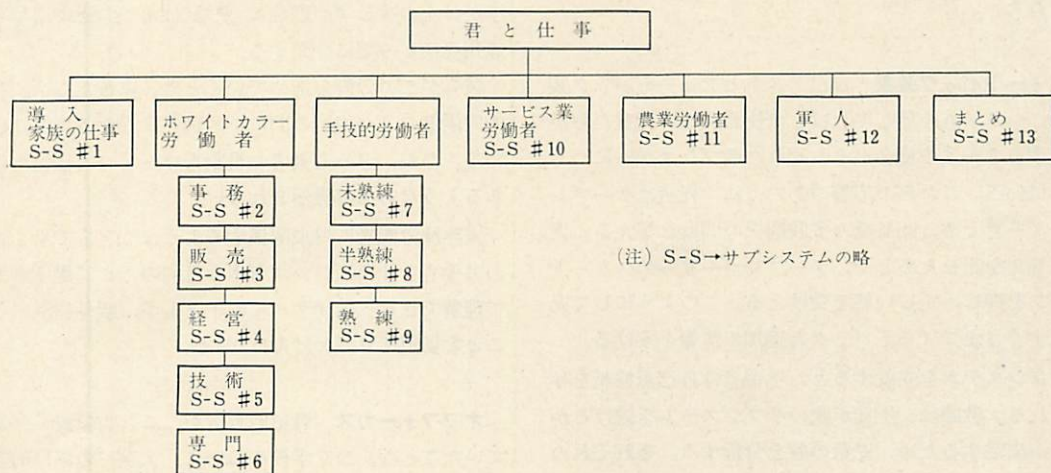 君と仕事
導入
家族の仕事
S-S #1
ホワイトカラー
労働者
手技的労働者
サービス業
労働者
S-S #10
農業労働者
S-S #11
軍人
S-S #12
まとめ
S-S #13
事務
S-S #2
販売
S-S #3
経営
S-S #4
技術
S-S #5
専門
S-S #6
未熟練
S-S #7
半熟練
S-S #8
熟練
S-S #9
(注) S-S→サブシステムの略